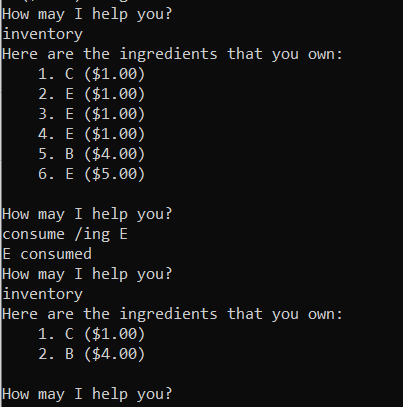 How may I help you?
inventory
Here are the ingredients that you own:
1. C ($1.00)
2. E ($1.00)
3. E ($1.00)
4. E ($1.00)
5. B ($4.00)
6. E ($5.00)
How may I help you?
consume /ing E
E consumed
How may I help you?
inventory
Here are the ingredients that you own:
1. C ($1.00)
2. B ($4.00)
How may I help you?